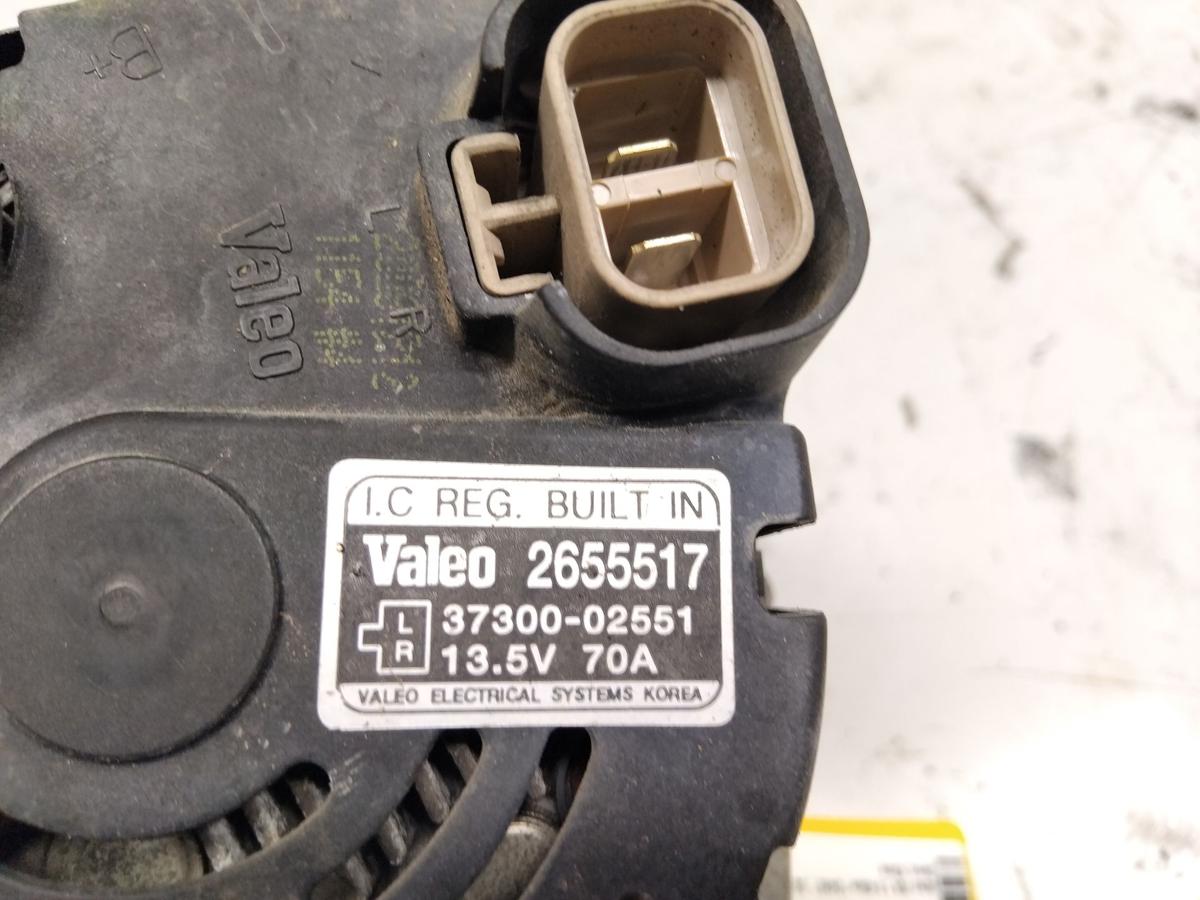 B+
L
R
Valeo
I.C REG. BUILT IN
Valeo 2655517
L
R
37300-02551
13.5V 70A
VALEO ELECTRICAL SYSTEMS KOREA